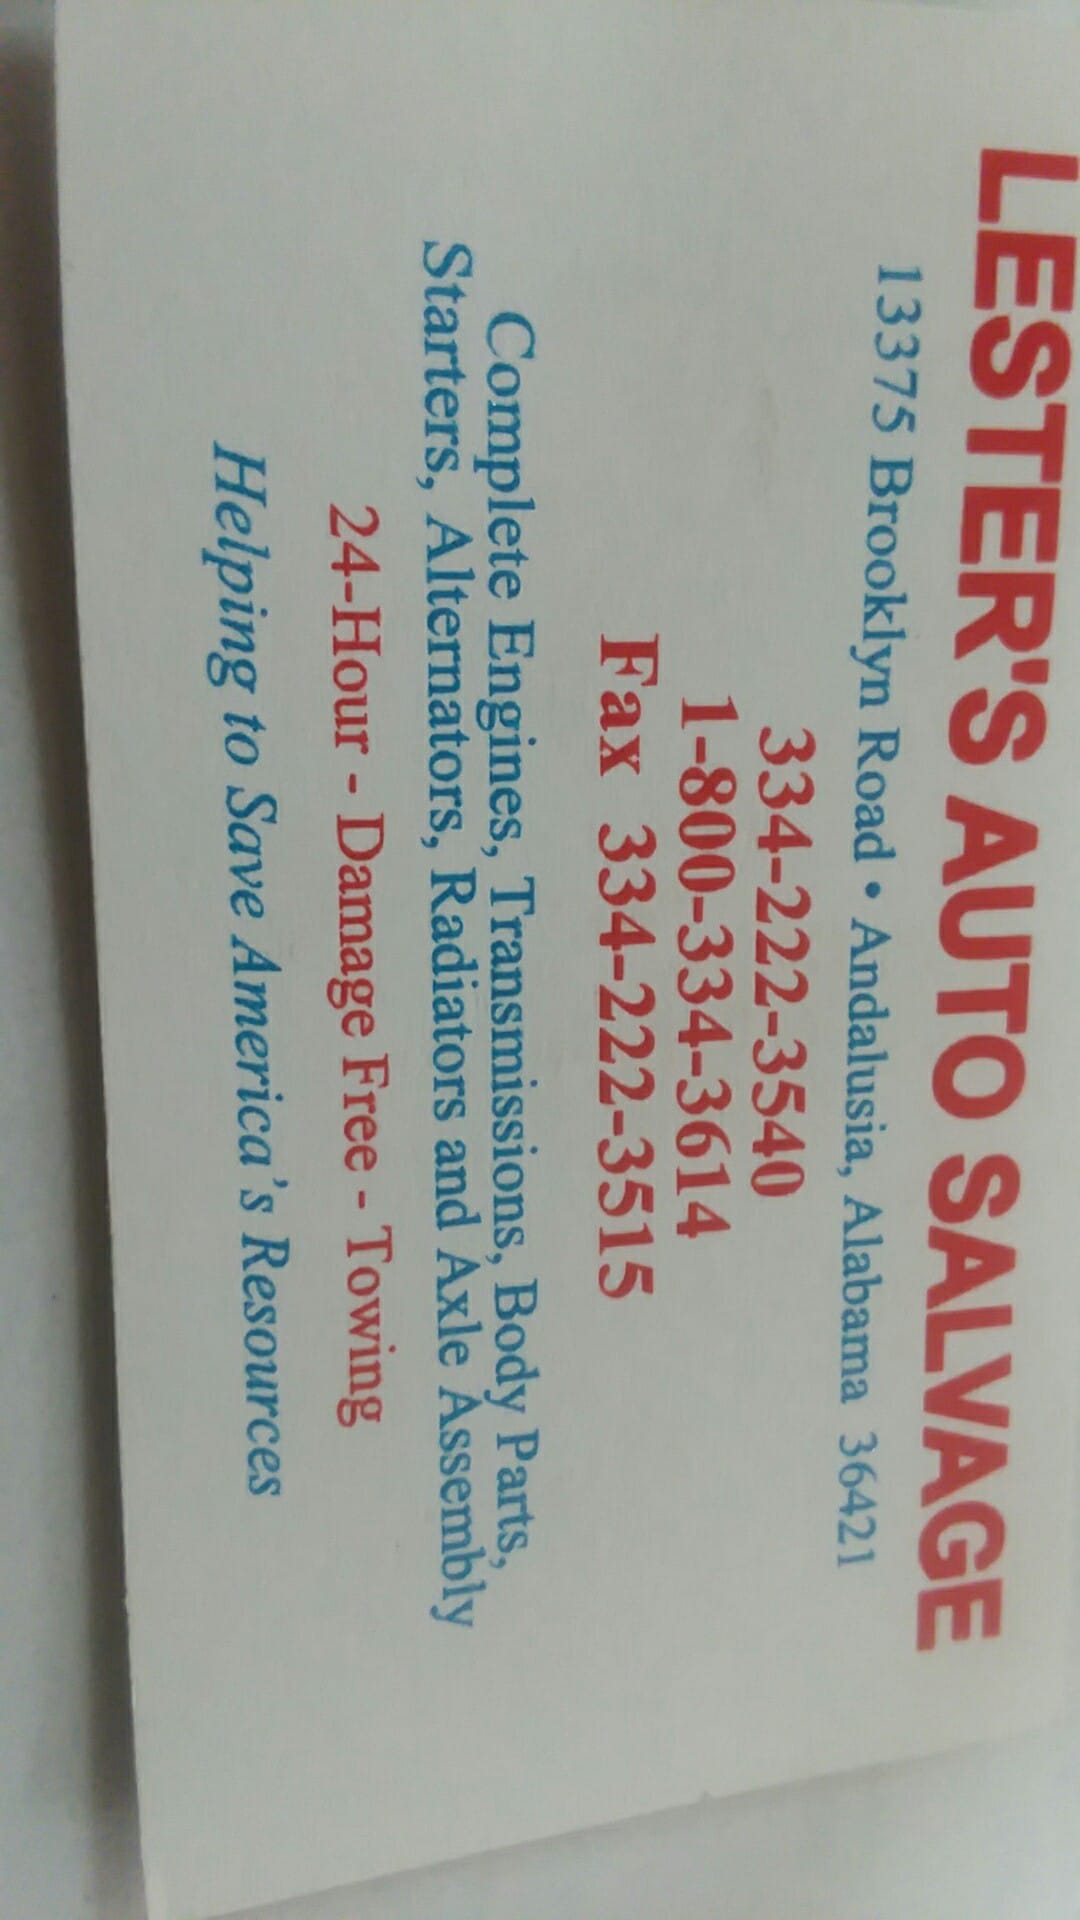 LESTER'S AUTO SALVAGE
13375 Brooklyn Road • Andalusia, Alabama 36421
334-222-3540
1-800-334-3614
Fax 334-222-3515
Complete Engines, Transmissions, Body Parts,
Starters, Alternators, Radiators and Axle Assembly
24-Hour - Damage Free - Towing
Helping to Save America's Resources